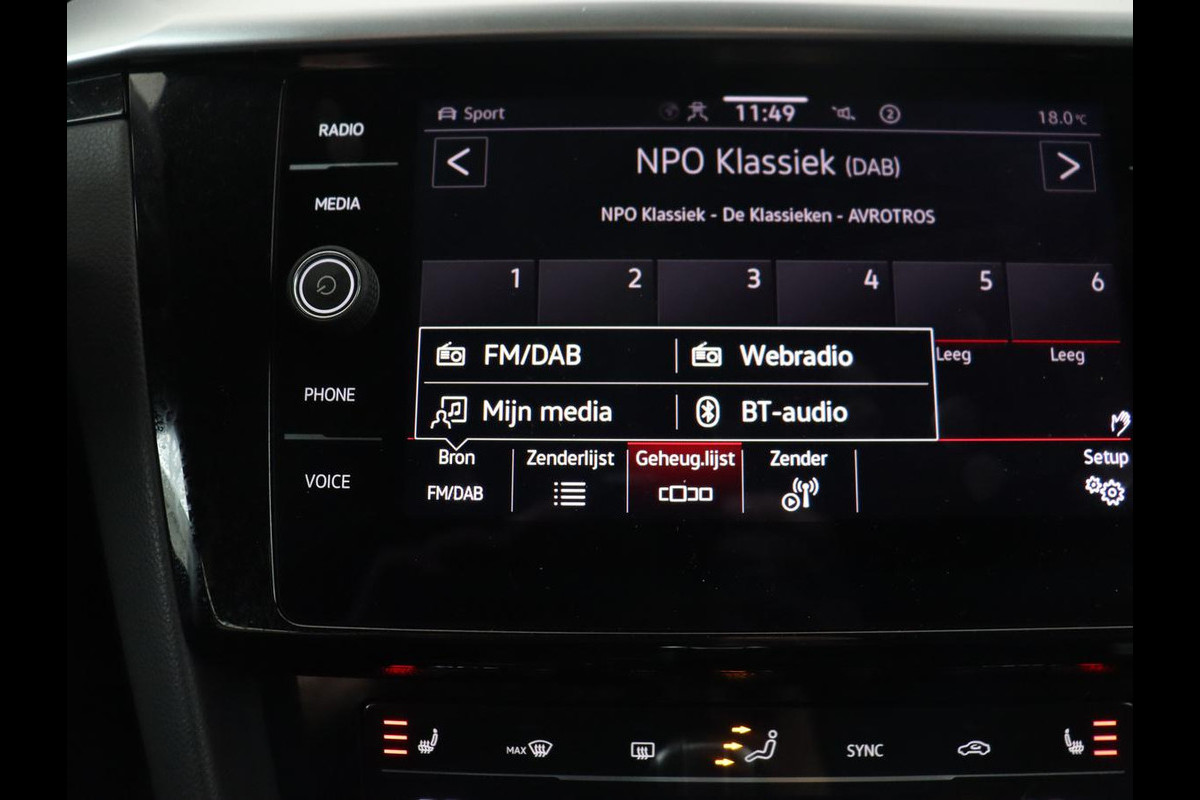 RADIO
MEDIA
PHONE
VOICE
Sport
11:49
2
18.0°C
<
NPO Klassiek (DAB)
>
NPO Klassiek - De Klassieken - AVROTROS
1 2 3 4 5 6
FM/DAB
Webradio
Leeg
Leeg
Mijn media
BT-audio
Bron
Zenderlijst
Geheug.lijst
Zender
Setup
FM/DAB
MAX
SYNC